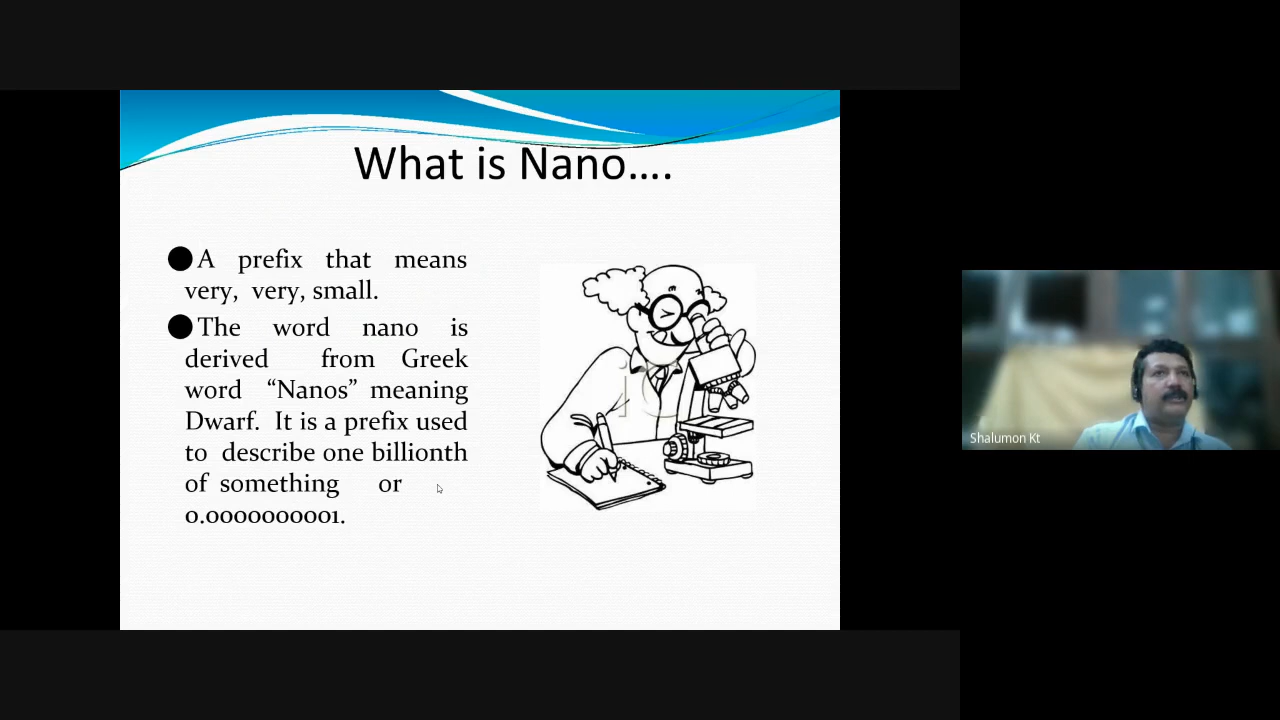 What is Nano....
A prefix that means
very, very, small.
The word nano is
derived from Greek
word “Nanos” meaning
Dwarf. It is a prefix used
to describe one billionth
of something or
0.0000000001.
Shalumon Kt